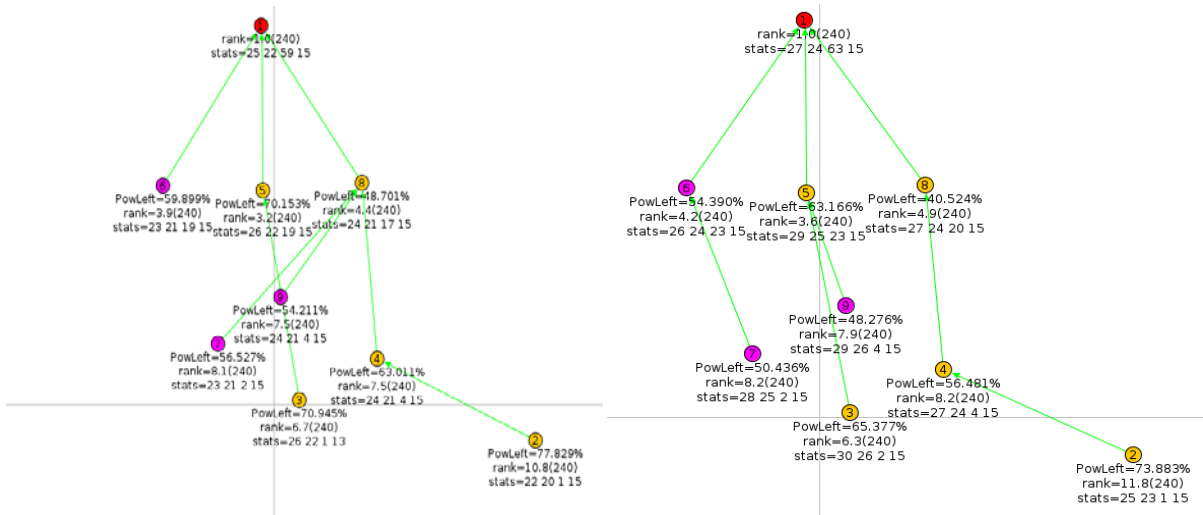 1
rank=1.0(240)
stats=25 22 59 15
6
PowLeft=59.899%
rank=3.9(240)
stats=23 21 19 15
5
PowLeft=70.153%
rank=3.2(240)
stats=26 22 19 15
8
PowLeft=48.701%
rank=4.4(240)
stats=24 21 17 15
9
PowLeft=54.211%
rank=7.5(240)
stats=24 21 4 15
7
PowLeft=56.527%
rank=8.1(240)
stats=23 21 2 15
4
PowLeft=63.011%
rank=7.5(240)
stats=24 21 4 15
3
PowLeft=70.945%
rank=6.7(240)
stats=26 22 1 13
2
PowLeft=77.829%
rank=10.8(240)
stats=22 20 1 15
1
rank=1.0(240)
stats=27 24 63 15
6
PowLeft=54.390%
rank=4.2(240)
stats=26 24 23 15
5
PowLeft=63.166%
rank=3.6(240)
stats=29 25 23 15
8
PowLeft=40.524%
rank=4.9(240)
stats=27 24 20 15
9
PowLeft=48.276%
rank=7.9(240)
stats=29 26 4 15
7
PowLeft=50.436%
rank=8.2(240)
stats=28 25 2 15
4
PowLeft=56.481%
rank=8.2(240)
stats=27 24 4 15
3
PowLeft=65.377%
rank=6.3(240)
stats=30 26 2 15
2
PowLeft=73.883%
rank=11.8(240)
stats=25 23 1 15